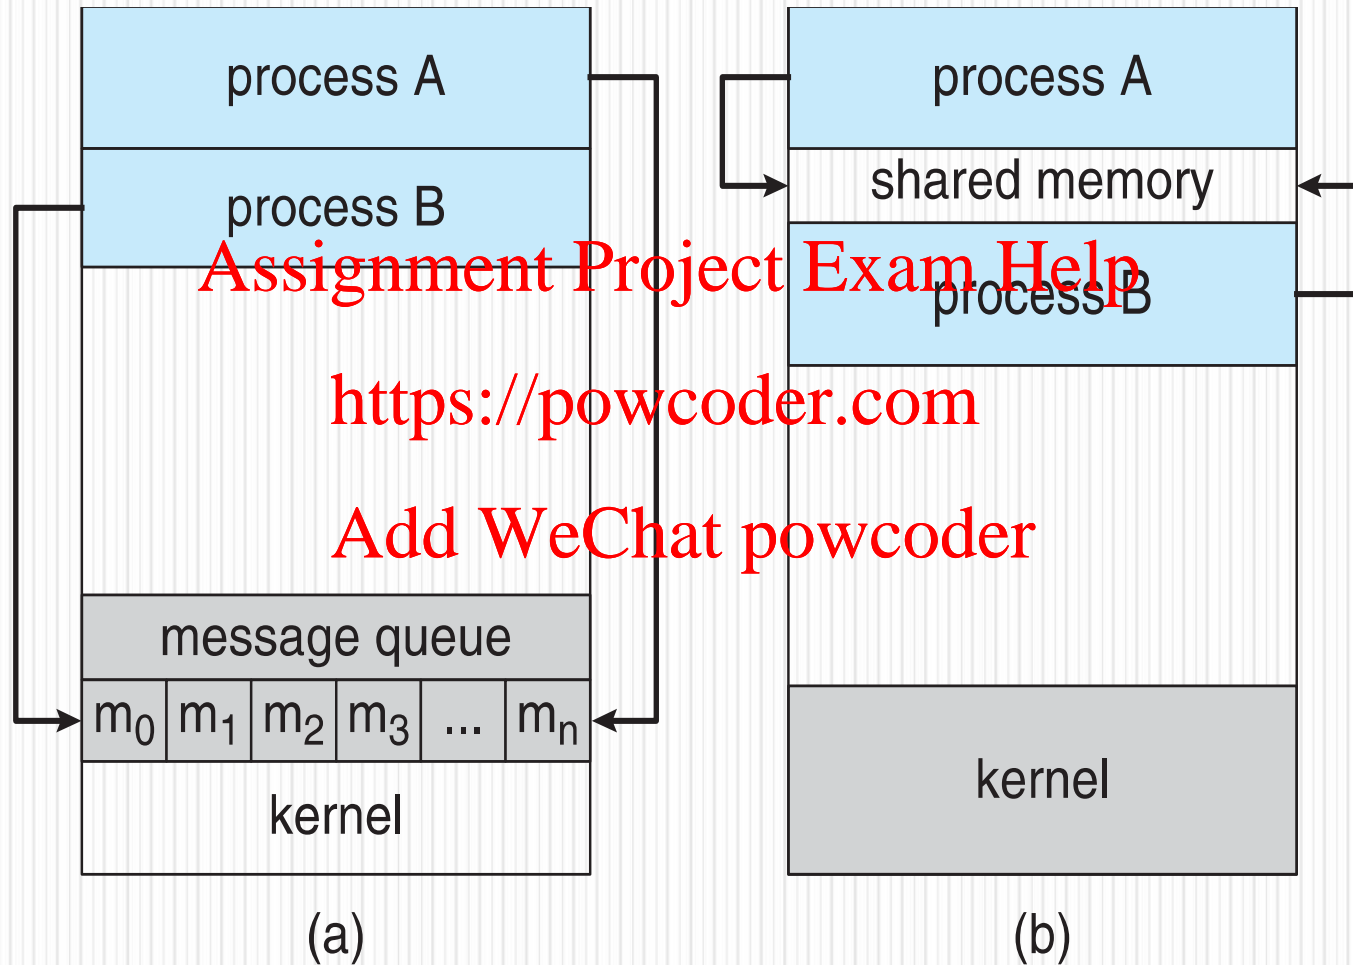 process A
process B
message queue
m0 m1 m2 m3 ... mn
kernel
(a)
process A
shared memory
process B
kernel
(b)
Assignment Project Exam Help
https://powcoder.com
Add WeChat powcoder